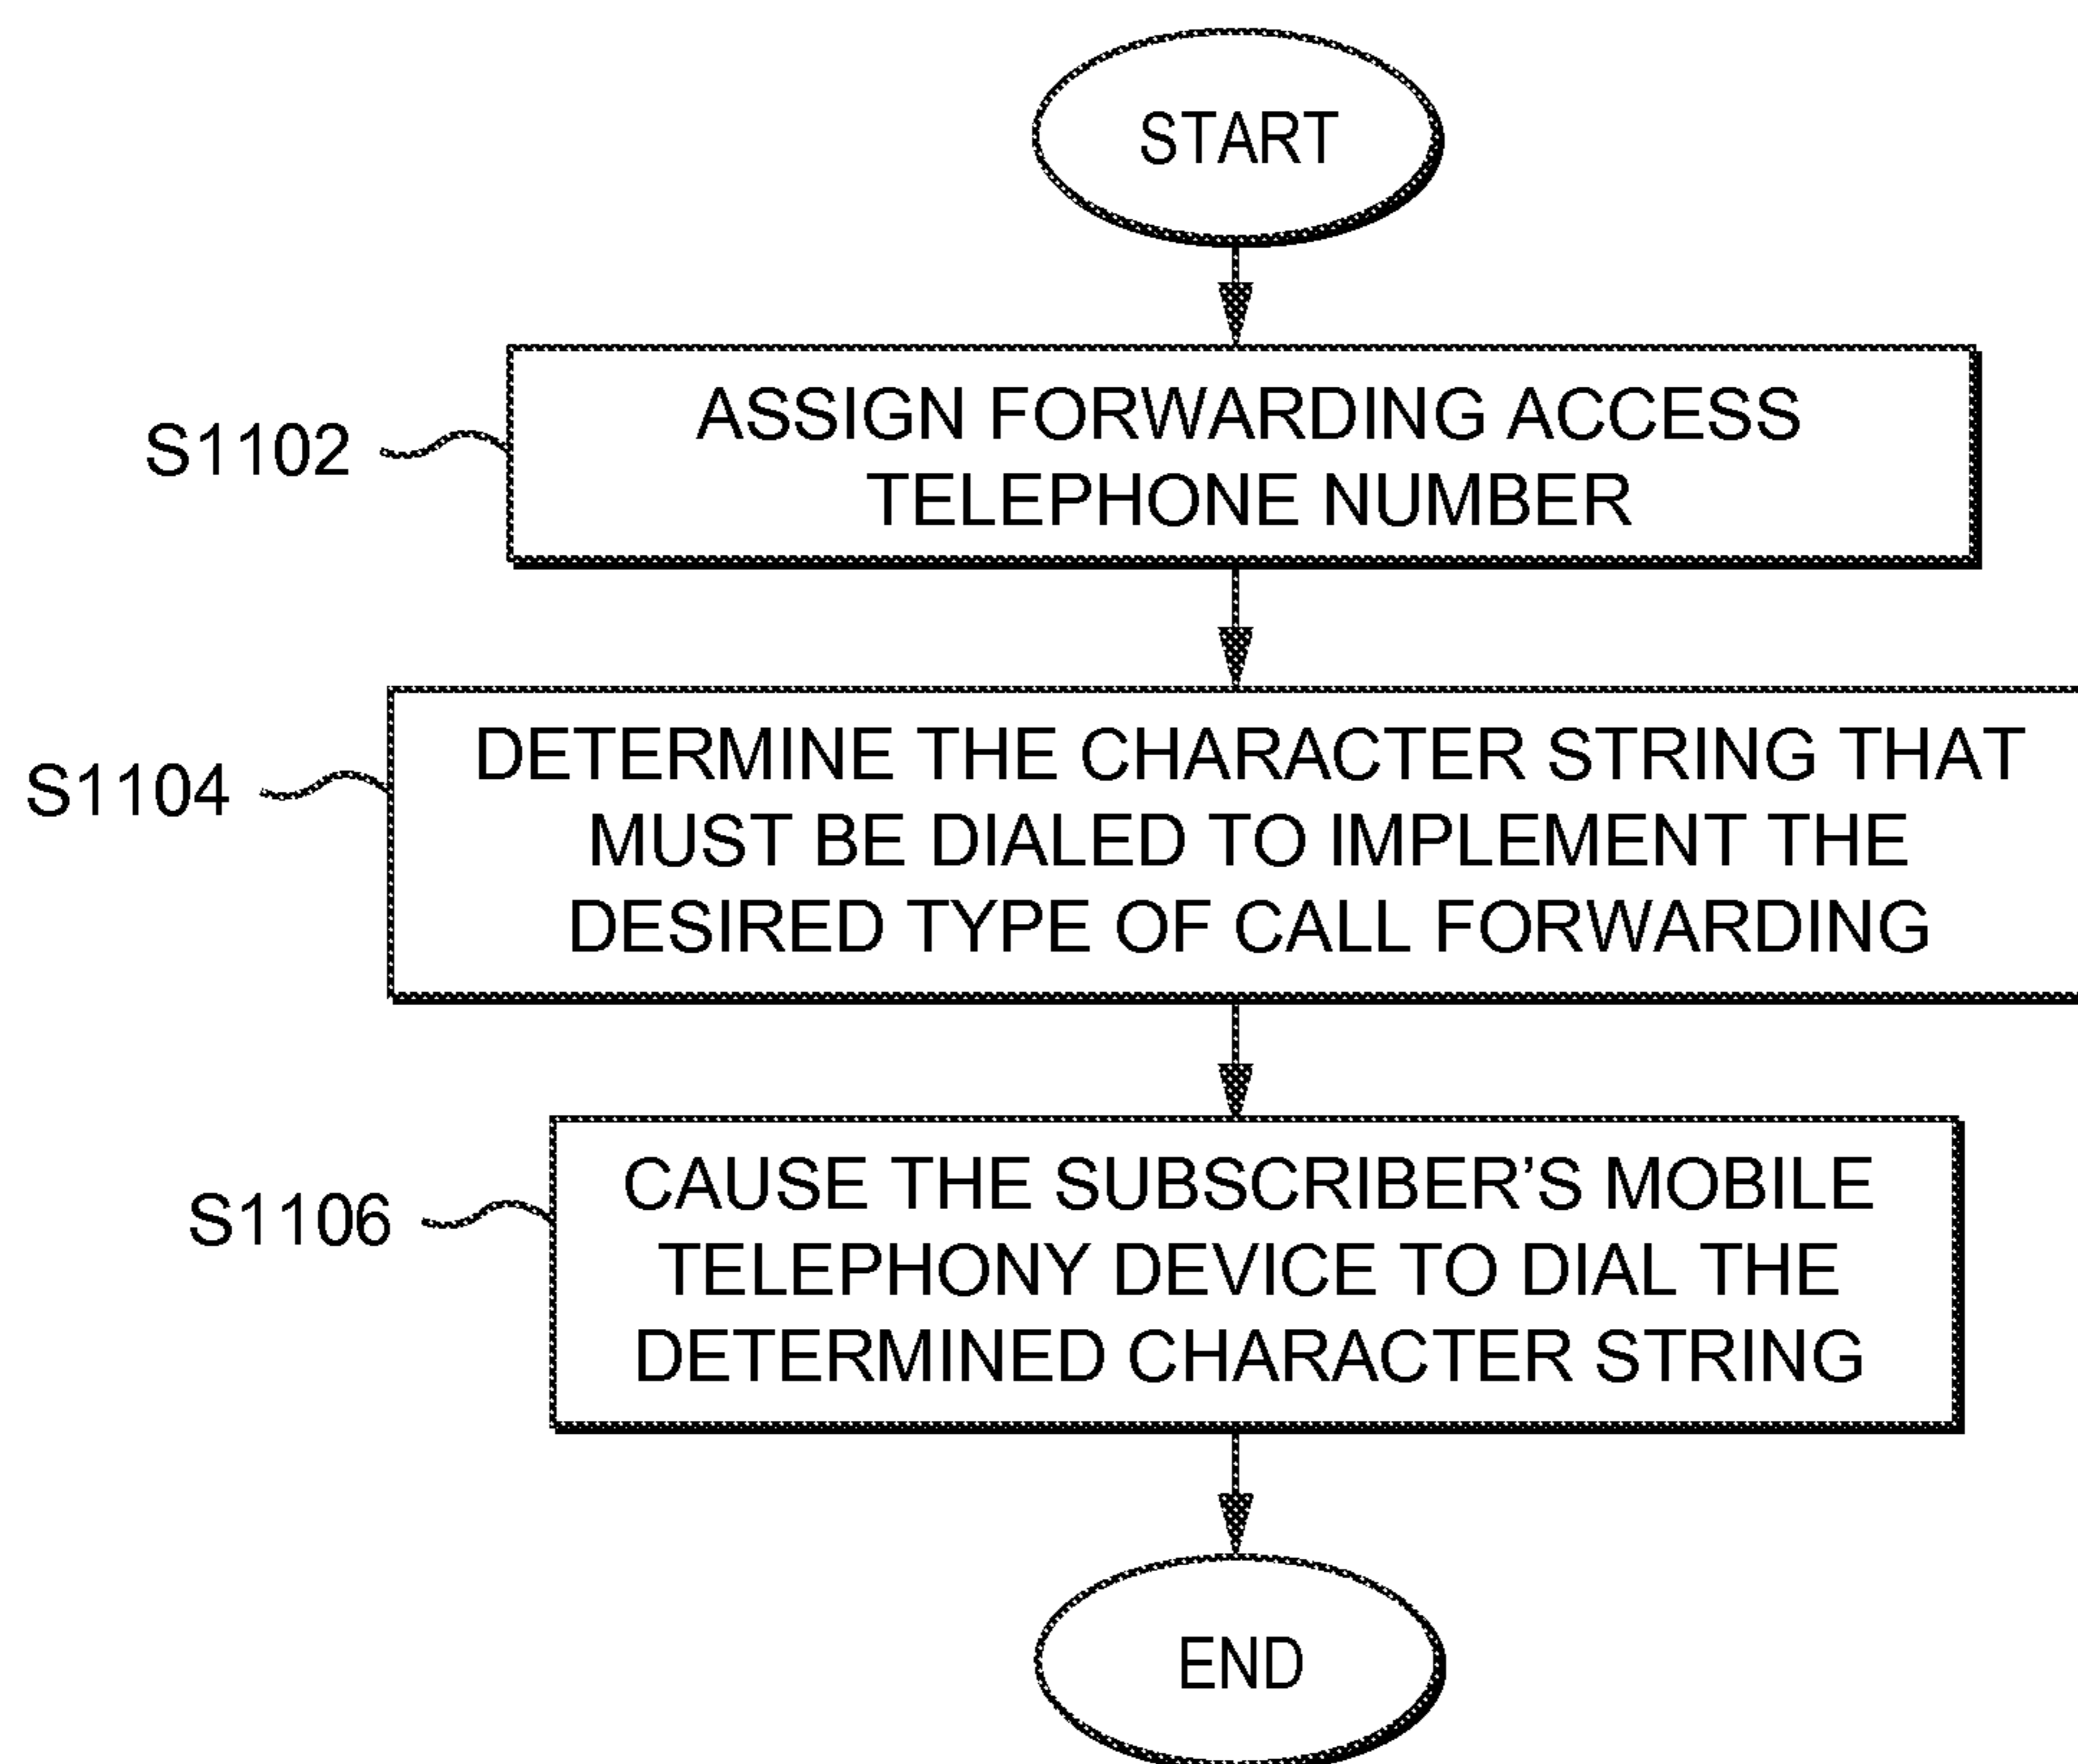 START
S1102
ASSIGN FORWARDING ACCESS
TELEPHONE NUMBER
S1104
DETERMINE THE CHARACTER STRING THAT
MUST BE DIALED TO IMPLEMENT THE
DESIRED TYPE OF CALL FORWARDING
S1106
CAUSE THE SUBSCRIBER’S MOBILE
TELEPHONY DEVICE TO DIAL THE
DETERMINED CHARACTER STRING
END